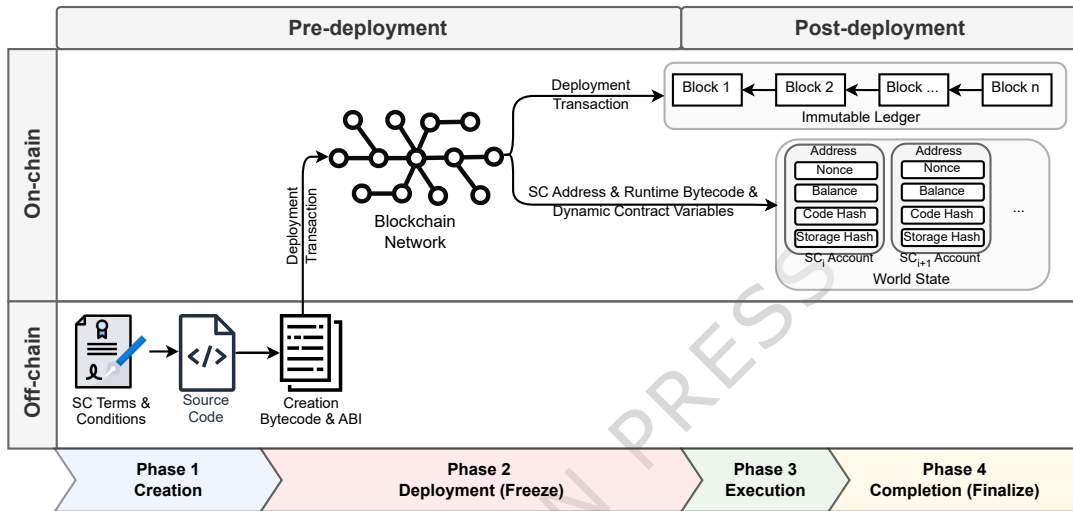 Pre-deployment
Post-deployment
On-chain
Deployment
Transaction
Block 1
Block 2
Block ...
Block n
Immutable Ledger
Deployment
Transaction
Blockchain
Network
SC Address & Runtime Bytecode &
Dynamic Contract Variables
Address
Nonce
Balance
Code Hash
Storage Hash
SCi Account
Address
Nonce
Balance
Code Hash
Storage Hash
SCi+1 Account
...
World State
Off-chain
SC Terms &
Conditions
</>
Source
Code
Creation
Bytecode & ABI
N PRESS
Phase 1
Creation
Phase 2
Deployment (Freeze)
Phase 3
Execution
Phase 4
Completion (Finalize)